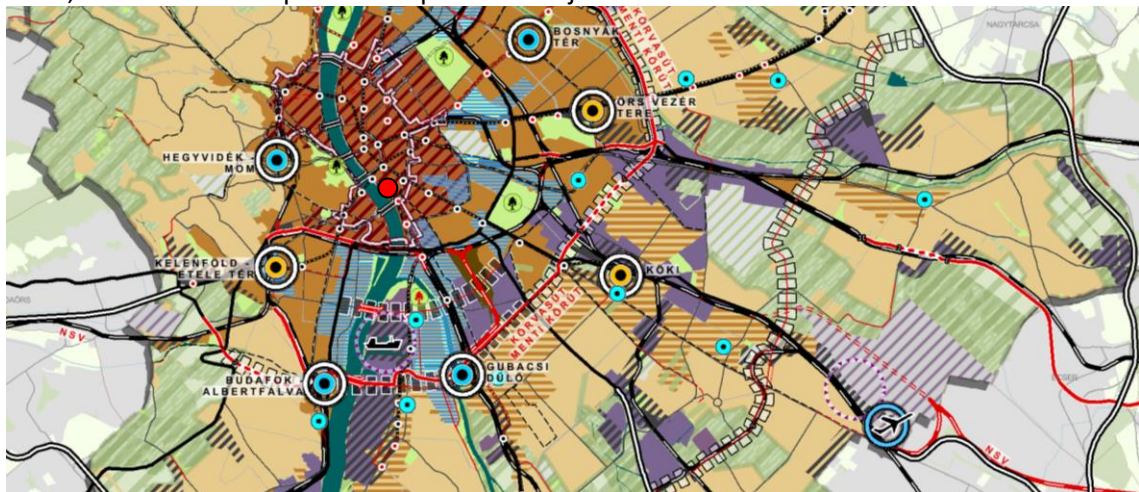 BOSNYÁK
TÉR
NAGYTARCSA
KÖRVASÚT
MENTI KÖRÚT
ÖRS VEZÉR
TERE
HEGYVIDÉK -
MOM
KELENFÖLD -
ETELE TÉR
KÖKI
KÖRVASÚT
MENTI KÖRÚT
NSV
BUDAFOK -
ALBERTFALVA
GUBACSI
DŰLŐ
ECSER
NSV